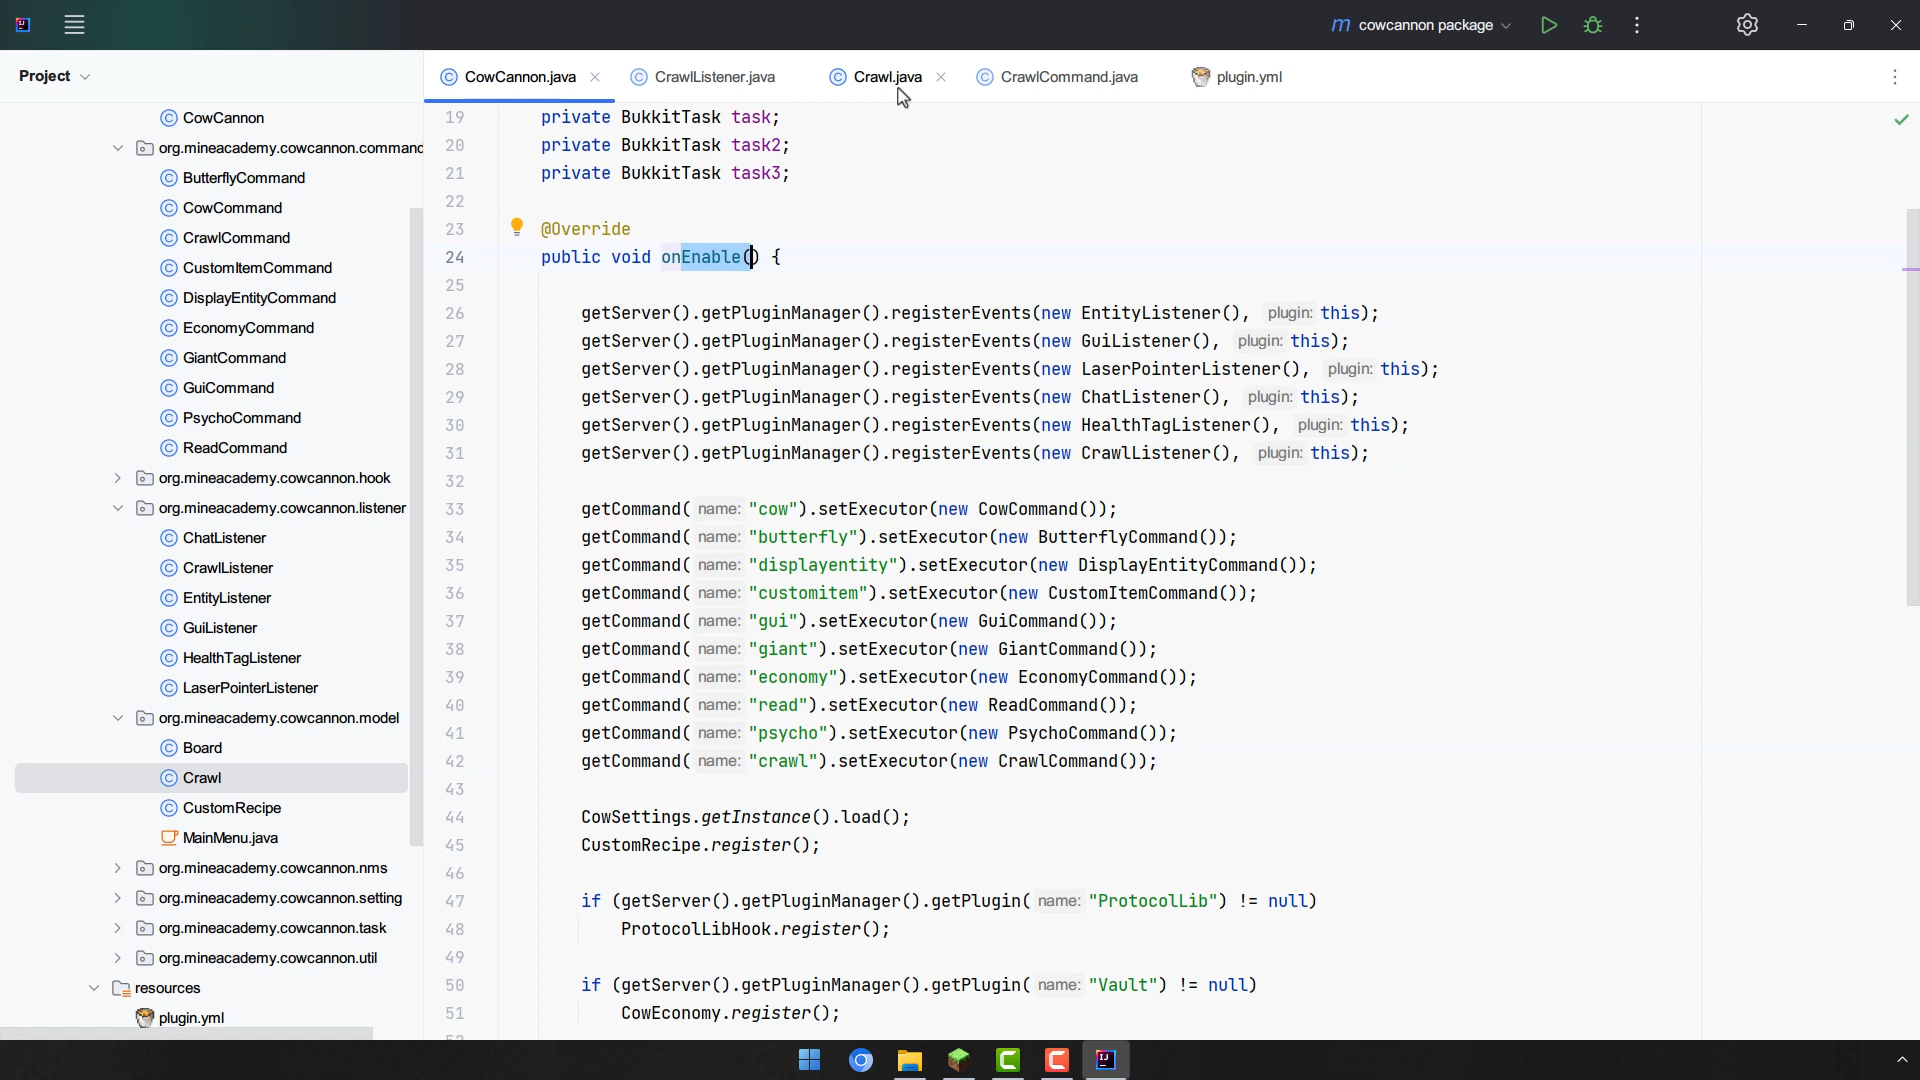 cowcannon package
Project
CowCannon.java
CrawlListener.java
Crawl.java
CrawlCommand.java
plugin.yml
CowCannon
org.mineacademy.cowcannon.command
ButterflyCommand
CowCommand
CrawlCommand
CustomItemCommand
DisplayEntityCommand
EconomyCommand
GiantCommand
GuiCommand
PsychoCommand
ReadCommand
org.mineacademy.cowcannon.hook
org.mineacademy.cowcannon.listener
ChatListener
CrawlListener
EntityListener
GuiListener
HealthTagListener
LaserPointerListener
org.mineacademy.cowcannon.model
Board
Crawl
CustomRecipe
MainMenu.java
org.mineacademy.cowcannon.nms
org.mineacademy.cowcannon.setting
org.mineacademy.cowcannon.task
org.mineacademy.cowcannon.util
resources
plugin.yml
19 private BukkitTask task;
20 private BukkitTask task2;
21 private BukkitTask task3;
22
23 @Override
24 public void onEnable() {
25
26 getServer().getPluginManager().registerEvents(new EntityListener(), plugin: this);
27 getServer().getPluginManager().registerEvents(new GuiListener(), plugin: this);
28 getServer().getPluginManager().registerEvents(new LaserPointerListener(), plugin: this);
29 getServer().getPluginManager().registerEvents(new ChatListener(), plugin: this);
30 getServer().getPluginManager().registerEvents(new HealthTagListener(), plugin: this);
31 getServer().getPluginManager().registerEvents(new CrawlListener(), plugin: this);
32
33 getCommand( name: "cow").setExecutor(new CowCommand());
34 getCommand( name: "butterfly").setExecutor(new ButterflyCommand());
35 getCommand( name: "displayentity").setExecutor(new DisplayEntityCommand());
36 getCommand( name: "customitem").setExecutor(new CustomItemCommand());
37 getCommand( name: "gui").setExecutor(new GuiCommand());
38 getCommand( name: "giant").setExecutor(new GiantCommand());
39 getCommand( name: "economy").setExecutor(new EconomyCommand());
40 getCommand( name: "read").setExecutor(new ReadCommand());
41 getCommand( name: "psycho").setExecutor(new PsychoCommand());
42 getCommand( name: "crawl").setExecutor(new CrawlCommand());
43
44 CowSettings.getInstance().load();
45 CustomRecipe.register();
46
47 if (getServer().getPluginManager().getPlugin( name: "ProtocolLib") != null)
48 ProtocolLibHook.register();
49
50 if (getServer().getPluginManager().getPlugin( name: "Vault") != null)
51 CowEconomy.register();